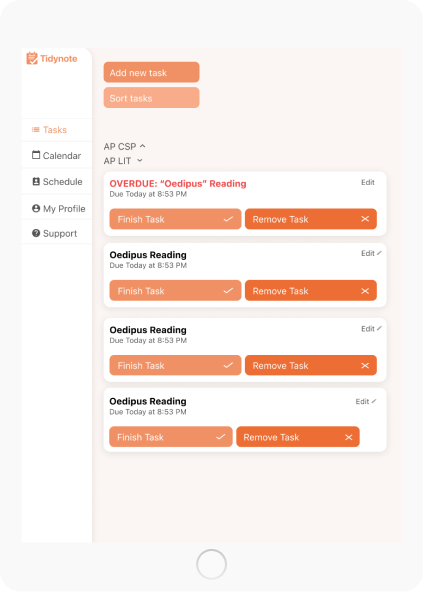 Tidynote
Tasks
Calendar
Schedule
My Profile
Support
Add new task
Sort tasks
AP CSP
AP LIT
OVERDUE: “Oedipus” Reading
Edit
Due Today at 8:53 PM
Finish Task
Remove Task
Oedipus Reading
Edit
Due Today at 8:53 PM
Finish Task
Remove Task
Oedipus Reading
Edit
Due Today at 8:53 PM
Finish Task
Remove Task
Oedipus Reading
Edit
Due Today at 8:53 PM
Finish Task
Remove Task